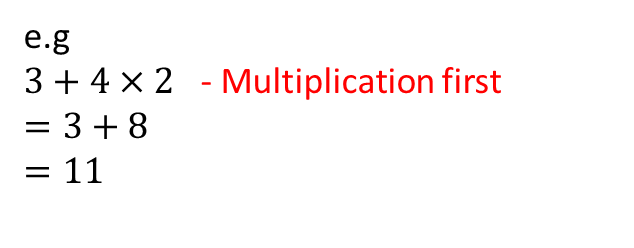 e.g
3 + 4 × 2 - Multiplication first
= 3 + 8
= 11